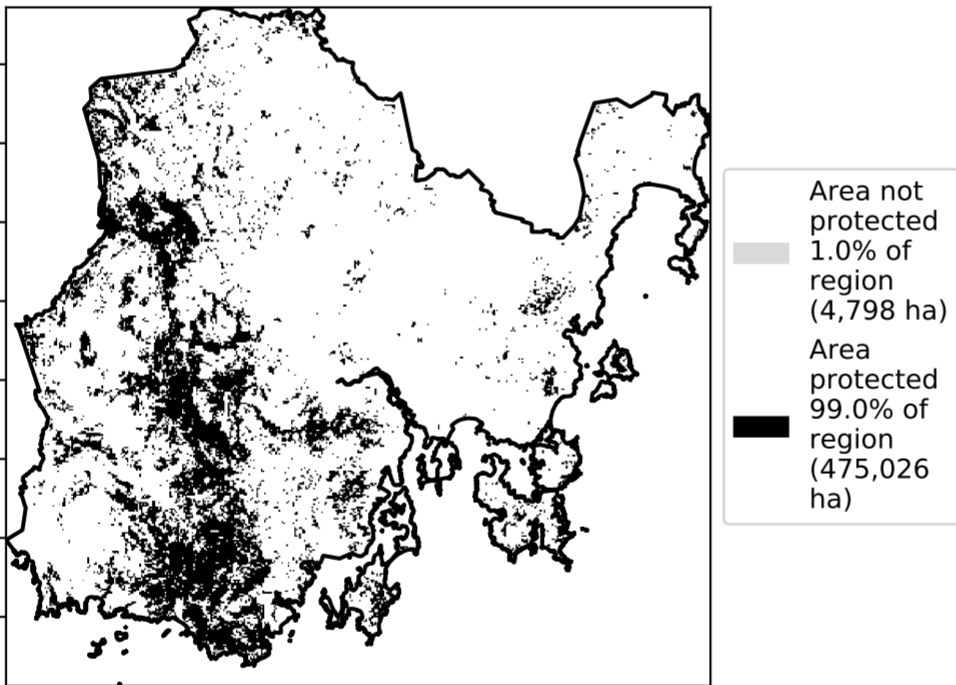 Area not
protected
1.0% of
region
(4,798 ha)
Area
protected
99.0% of
region
(475,026
ha)